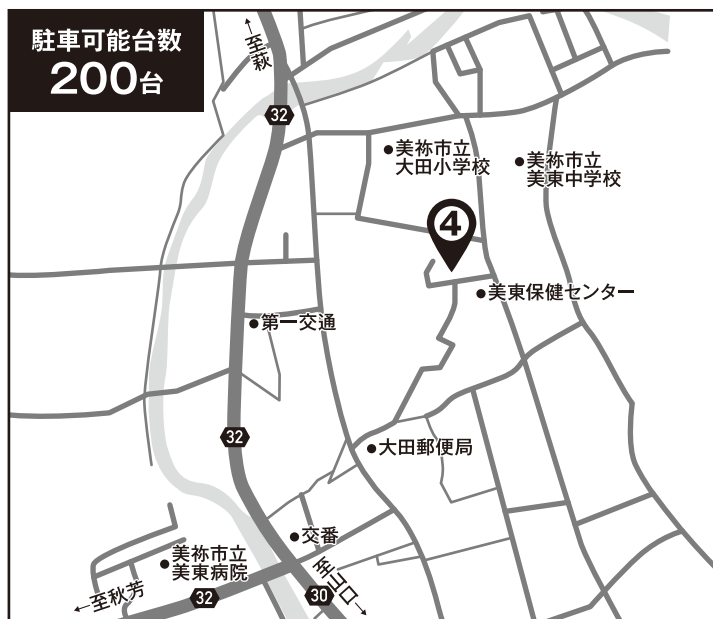 駐車可能台数
200台
←至萩
32
美祢市立
大田小学校
美祢市立
美東中学校
4
美東保健センター
第一交通
32
大田郵便局
交番
美祢市立
美東病院
←至秋芳
32
30
至山口→